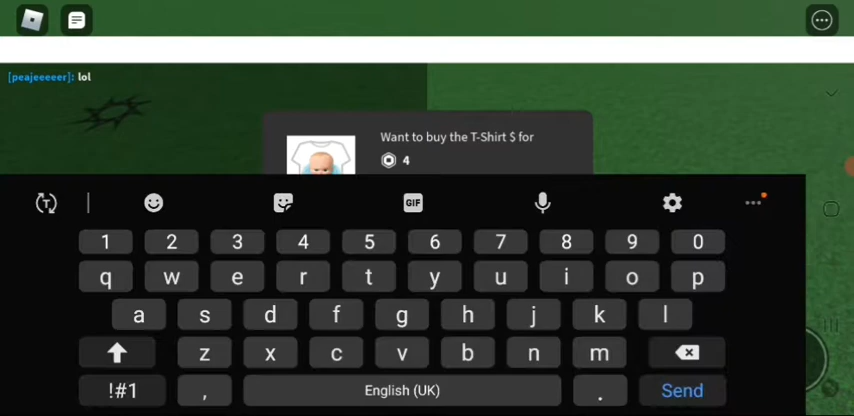 [peajeeeeer]: lol
Want to buy the T-Shirt $ for
4
T
GIF
1 2 3 4 5 6 7 8 9 0
q w e r t y u i o p
a s d f g h j k l
z x c v b n m
!#1 , English (UK) . Send